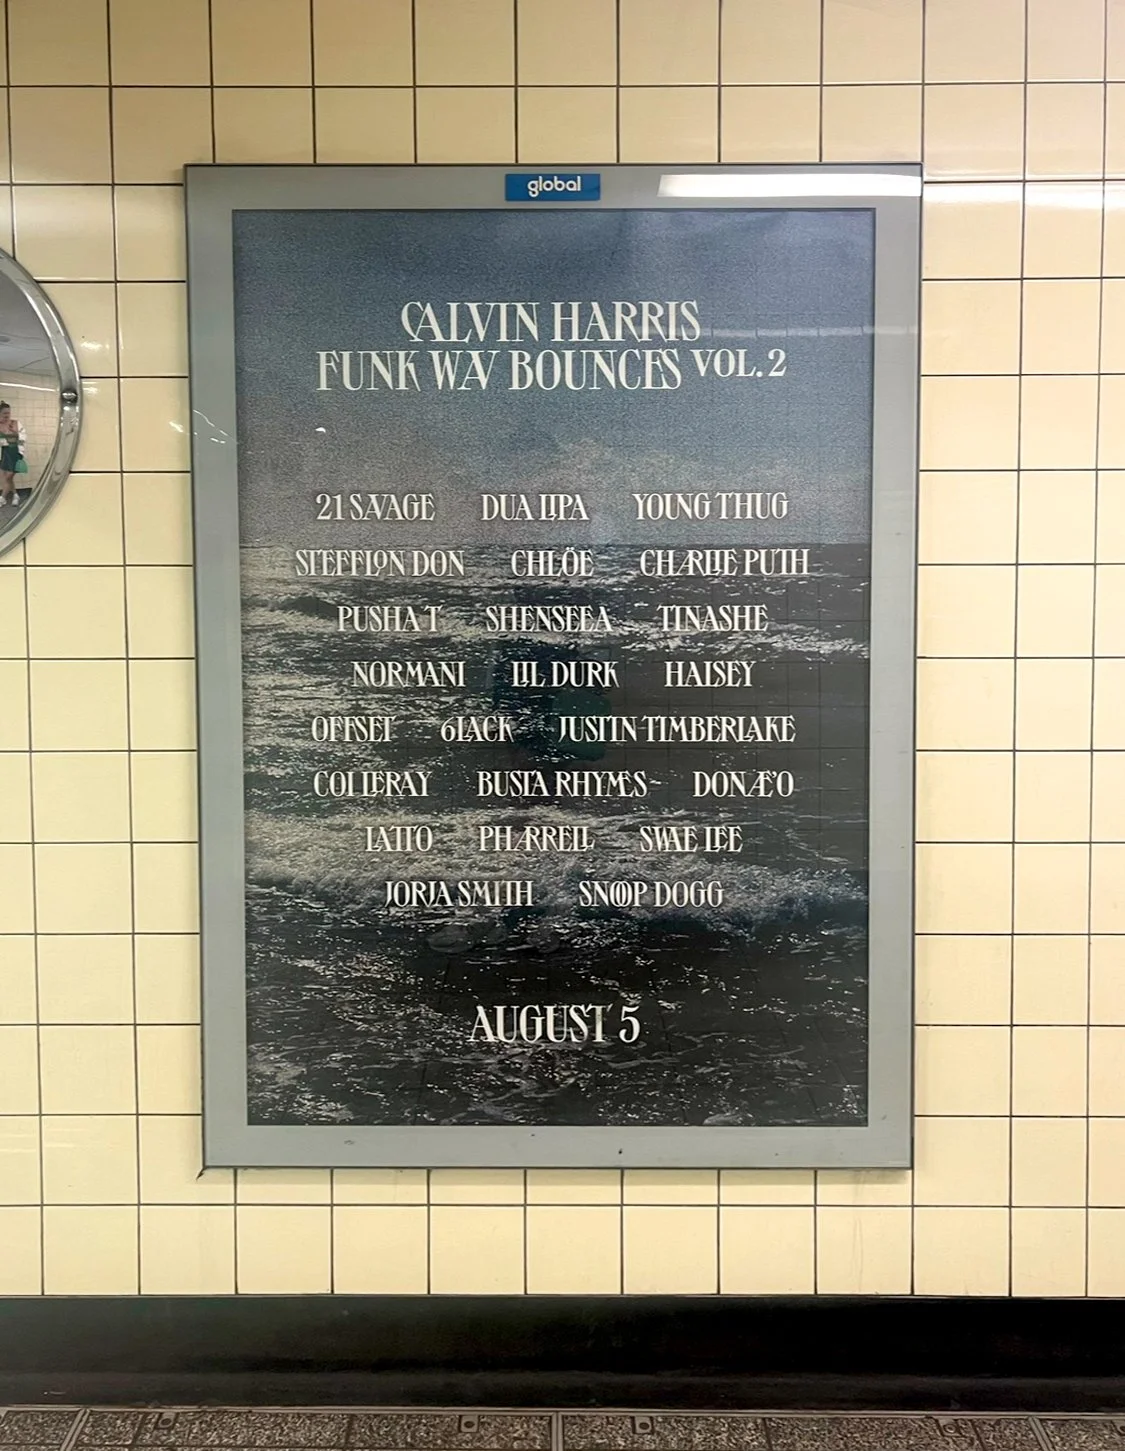 global
CALVIN HARRIS
FUNK WAV BOUNCES VOL. 2
21 SAVAGE DUA LIPA YOUNG THUG
STEFFLON DON CHLÖE CHARLIE PUTH
PUSHA T SHENSEEA TINASHE
NORMANI LIL DURK HALSEY
OFFSET 6LACK JUSTIN TIMBERLAKE
COI LERAY BUSTA RHYMES DONAE'O
LATTO PHARRELL SWAE LEE
JORJA SMITH SNOOP DOGG
AUGUST 5